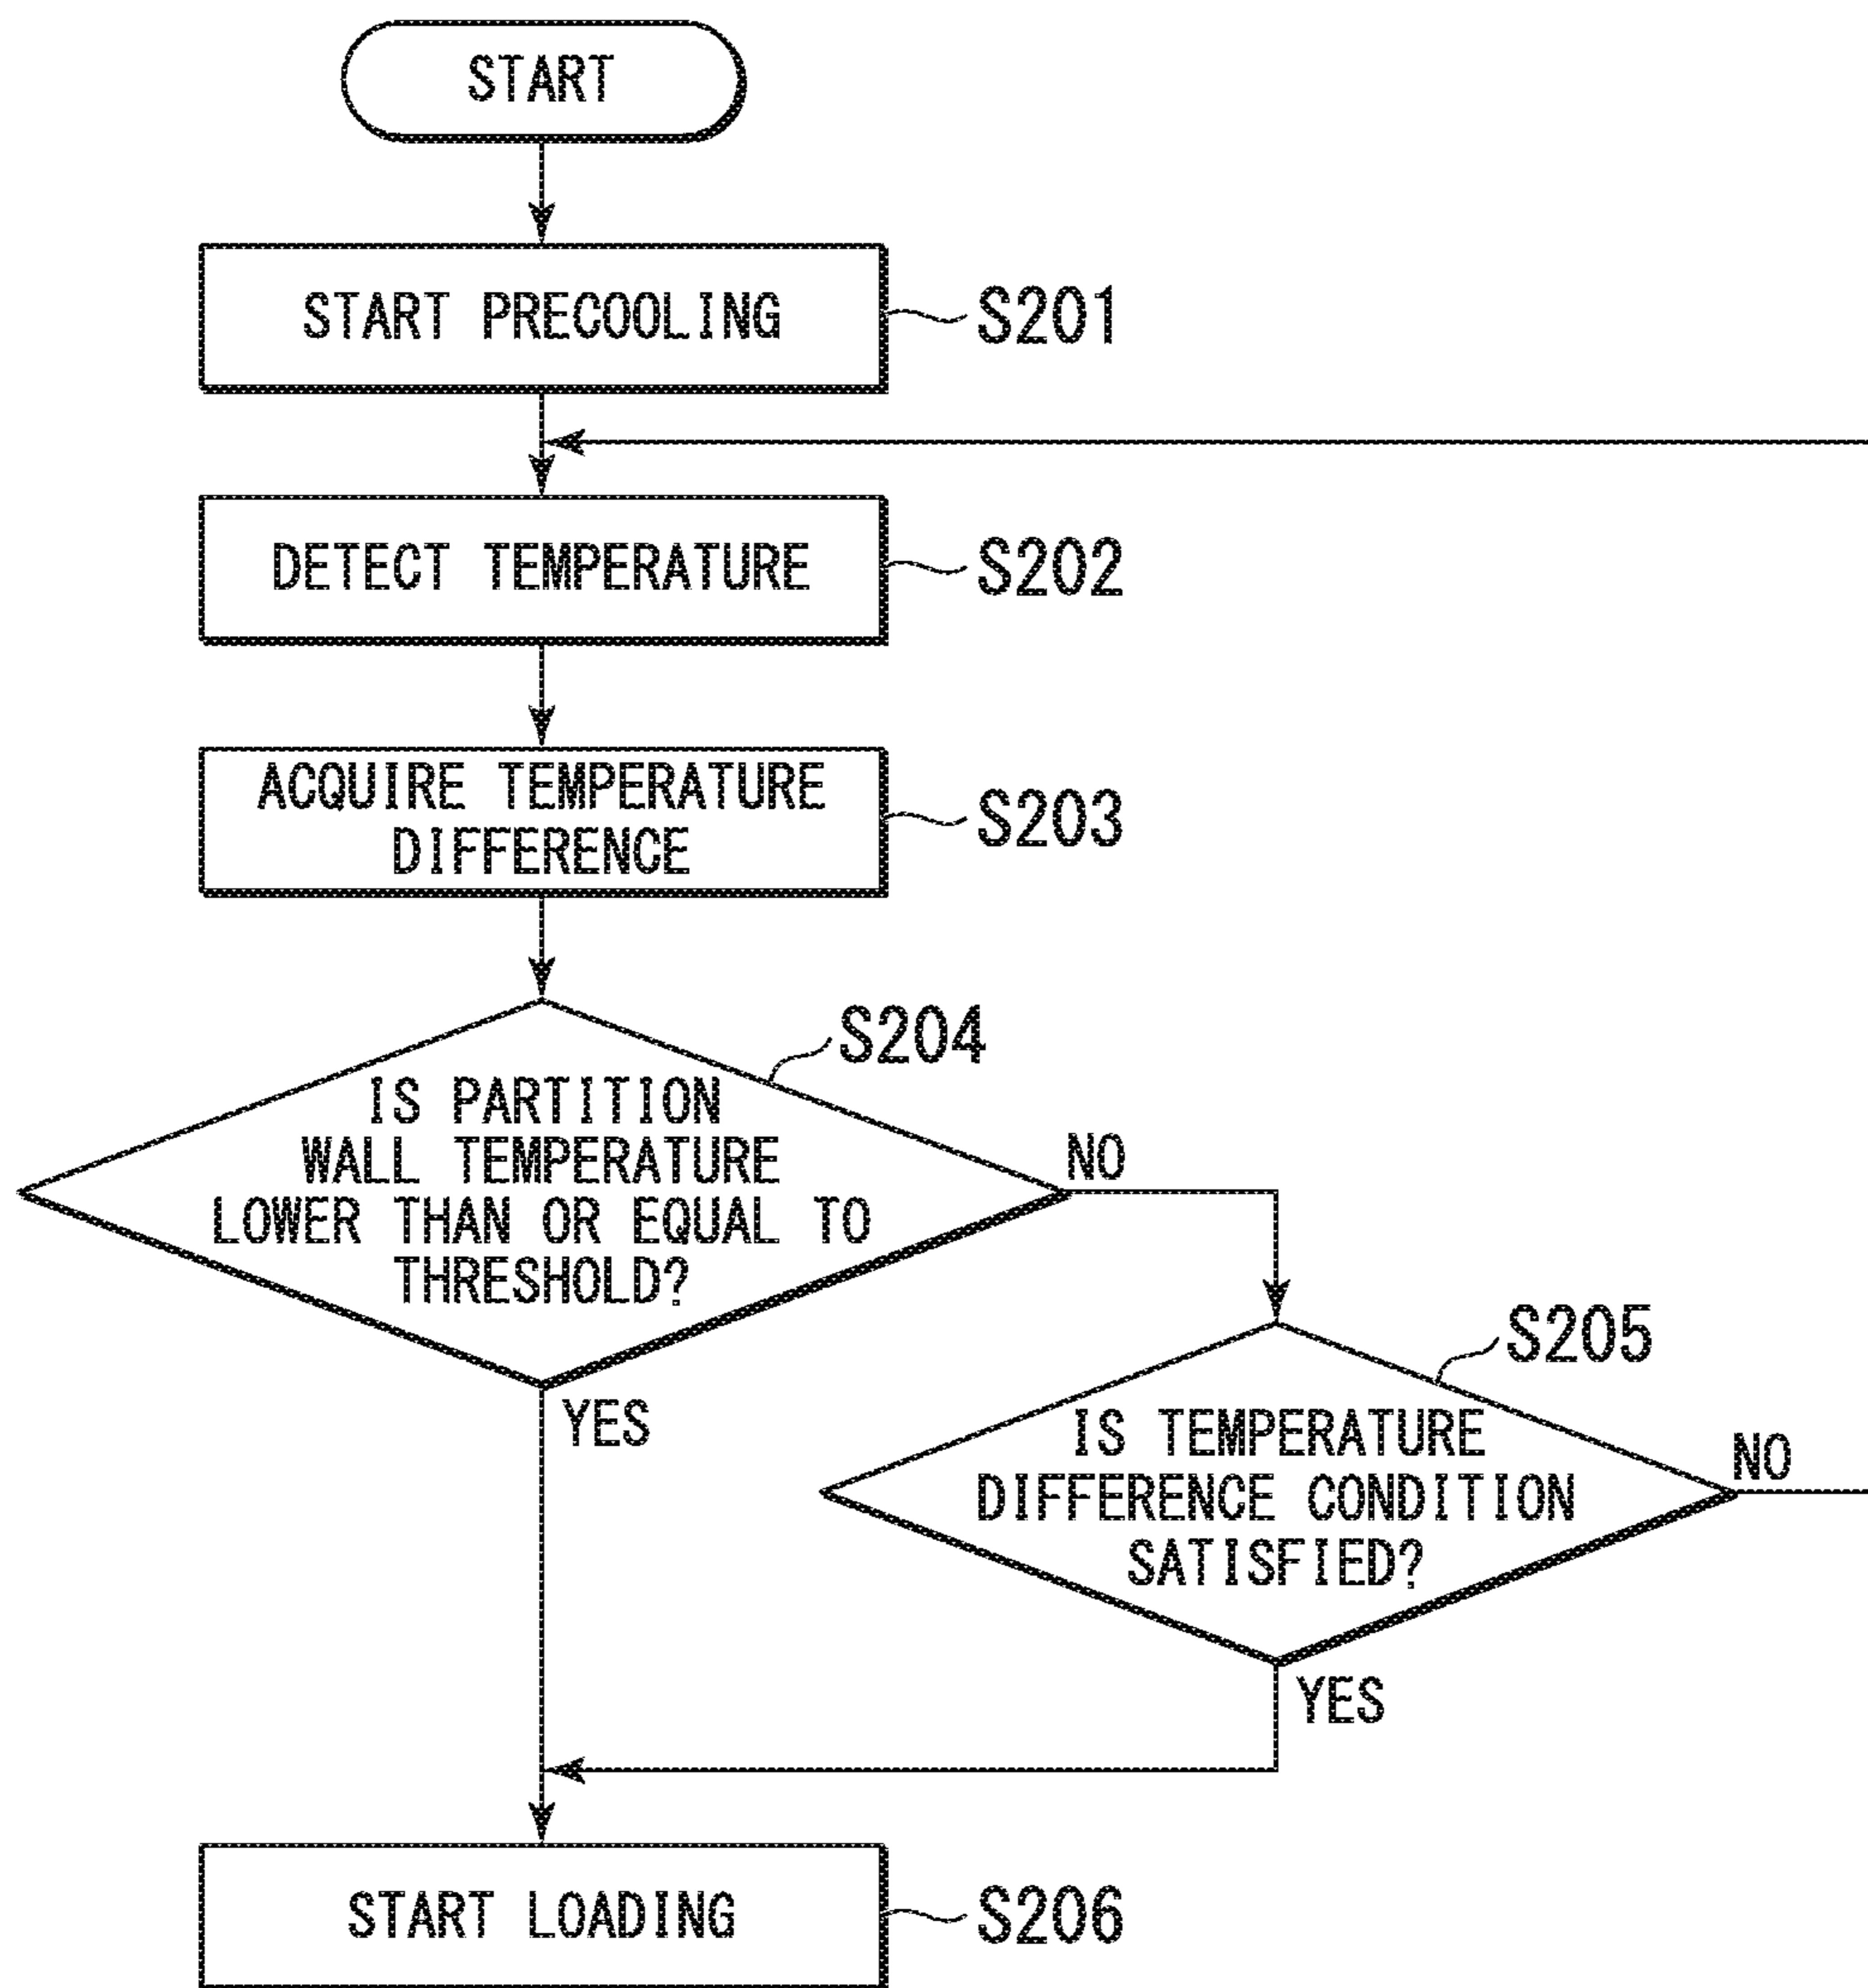 START
START PRECOOLING
S201
DETECT TEMPERATURE
S202
ACQUIRE TEMPERATURE
DIFFERENCE
S203
S204
IS PARTITION
WALL TEMPERATURE
LOWER THAN OR EQUAL TO
THRESHOLD?
NO
YES
S205
IS TEMPERATURE
DIFFERENCE CONDITION
SATISFIED?
NO
YES
START LOADING
S206